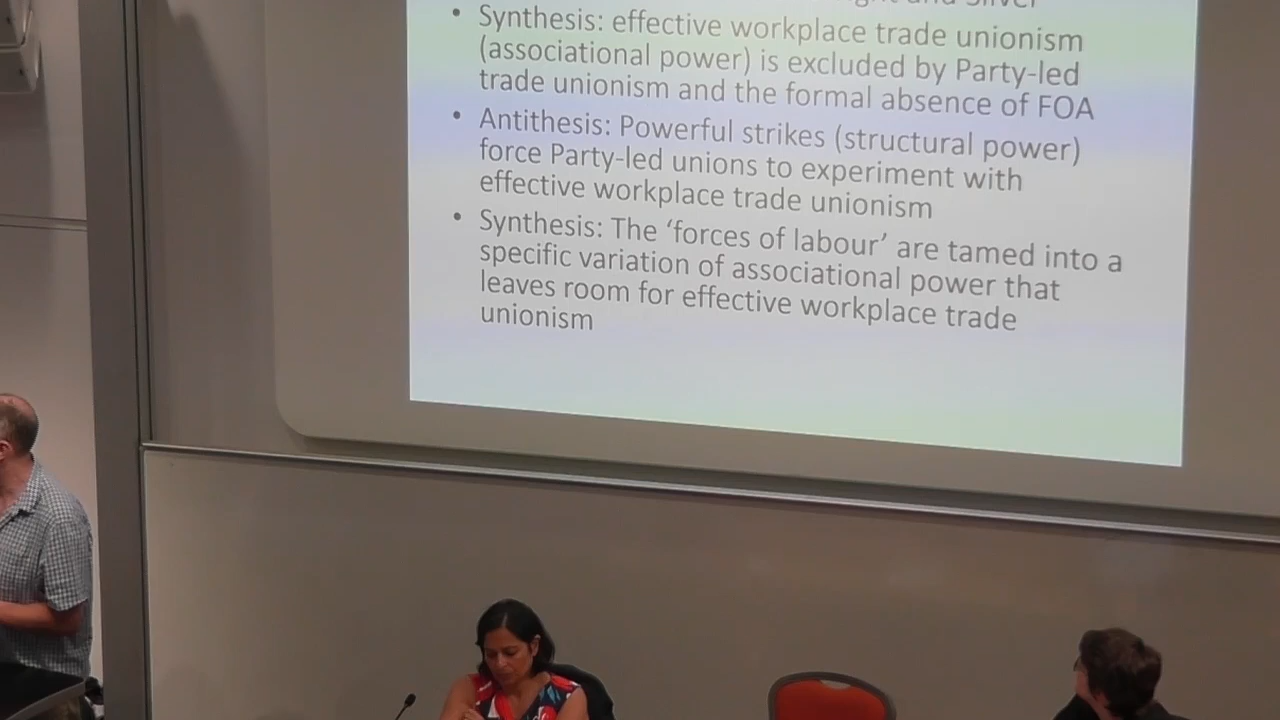 • Synthesis: effective workplace trade unionism
(associational power) is excluded by Party-led
trade unionism and the formal absence of FOA
• Antithesis: Powerful strikes (structural power)
force Party-led unions to experiment with
effective workplace trade unionism
• Synthesis: The ‘forces of labour’ are tamed into a
specific variation of associational power that
leaves room for effective workplace trade
unionism